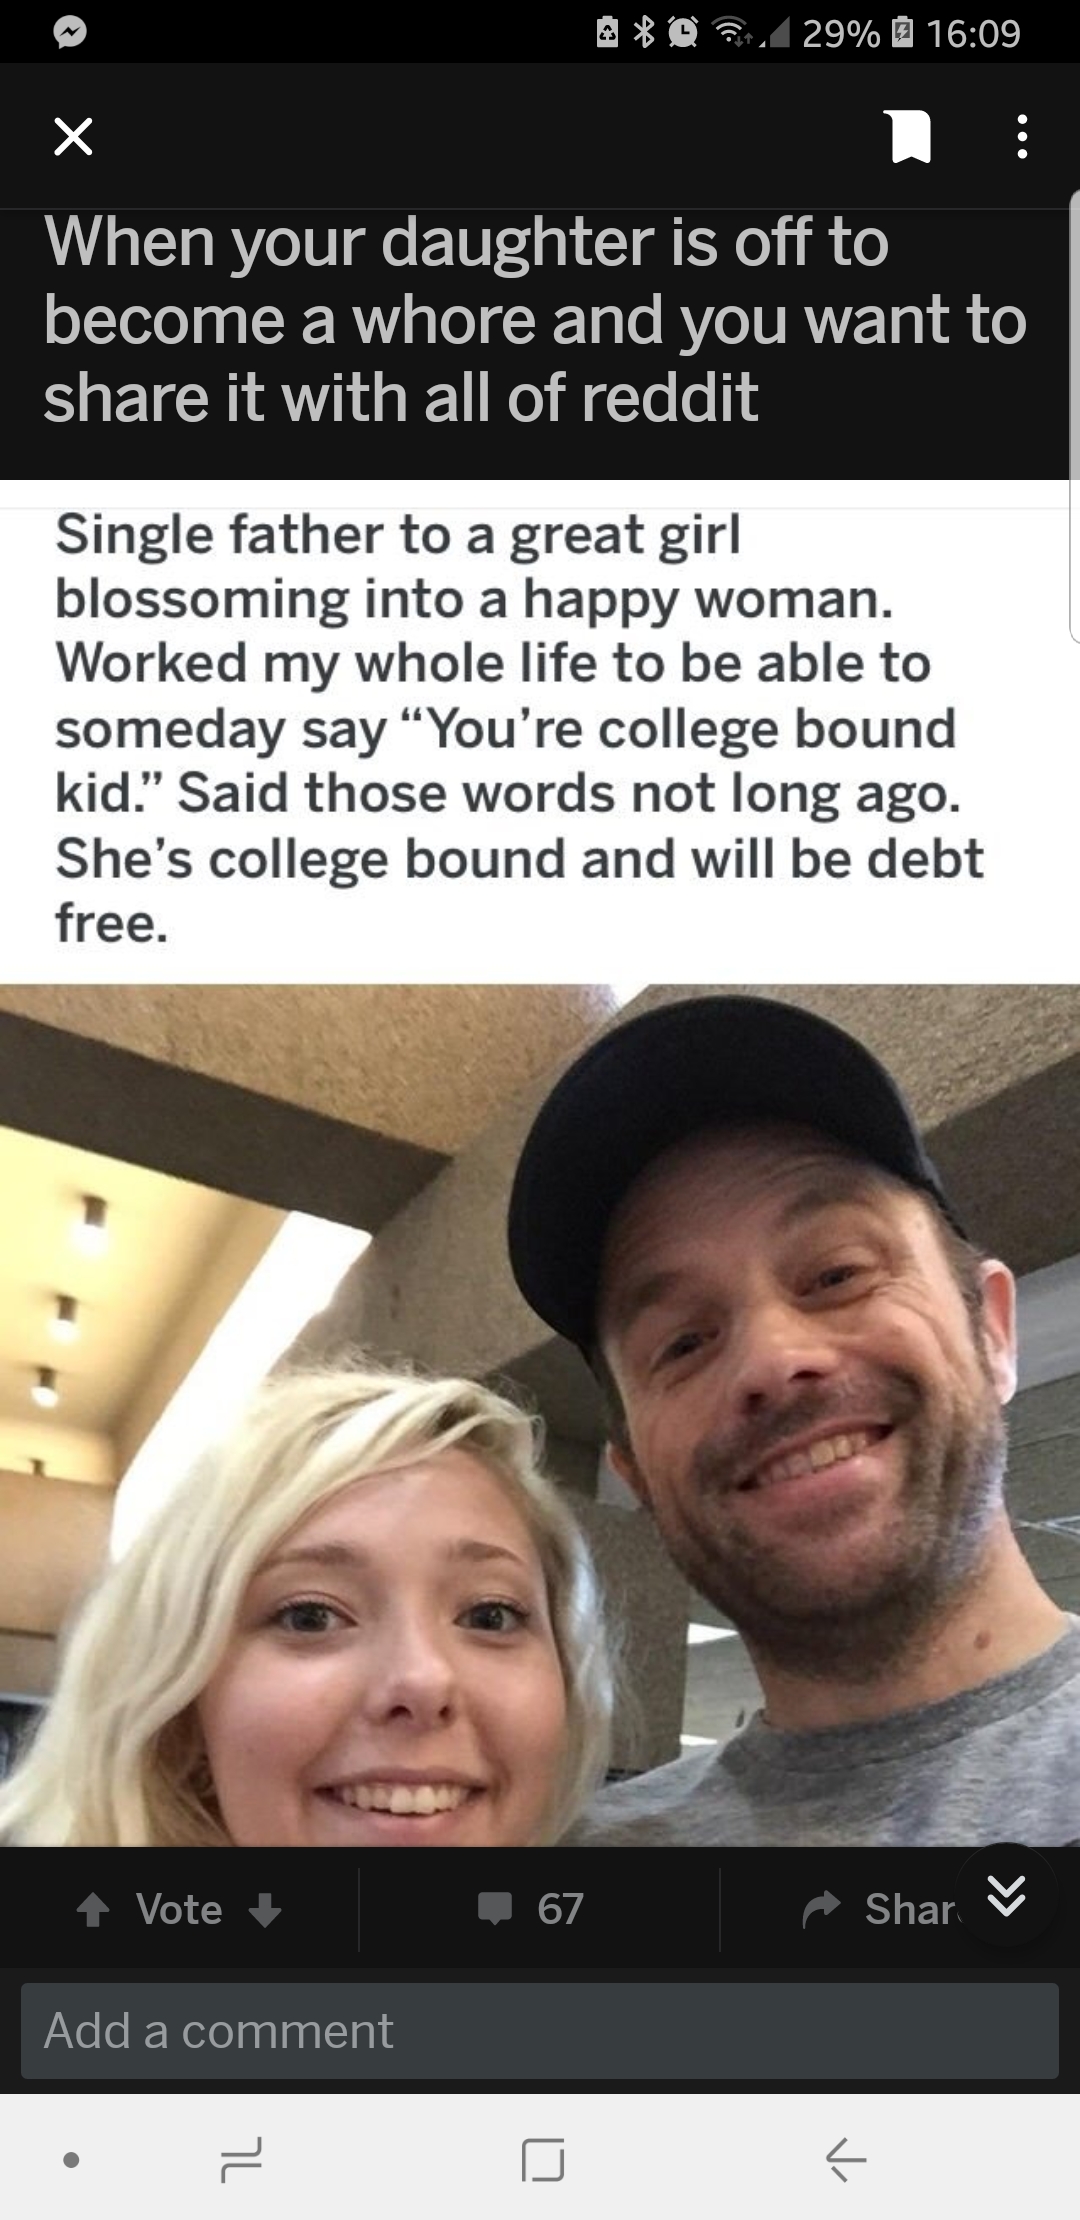 29% 16:09
When your daughter is off to
become a whore and you want to
share it with all of reddit
Single father to a great girl
blossoming into a happy woman.
Worked my whole life to be able to
someday say “You’re college bound
kid.” Said those words not long ago.
She’s college bound and will be debt
free.
Vote 67 Shar
Add a comment